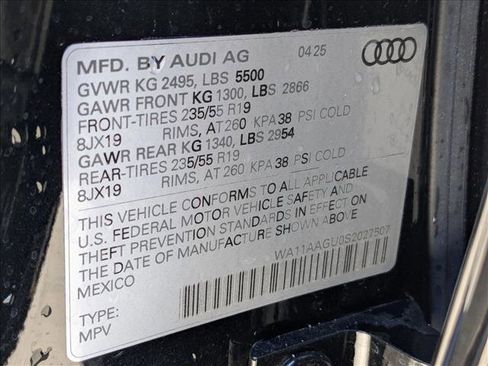 MFD. BY AUDI AG 04 25
GVWR KG 2495, LBS 5500
GAWR FRONT KG 1300, LBS 2866
FRONT-TIRES 235/55 R19
8JX19 RIMS, AT 260 KPA 38 PSI COLD
GAWR REAR KG 1340, LBS 2954
REAR-TIRES 235/55 R19
8JX19 RIMS, AT 260 KPA 38 PSI COLD
THIS VEHICLE CONFORMS TO ALL APPLICABLE
U.S. FEDERAL MOTOR VEHICLE SAFETY AND
THEFT PREVENTION STANDARDS IN EFFECT ON
THE DATE OF MANUFACTURE SHOWN ABOVE.
MEXICO
WA11AAGU0S2027507
TYPE:
MPV